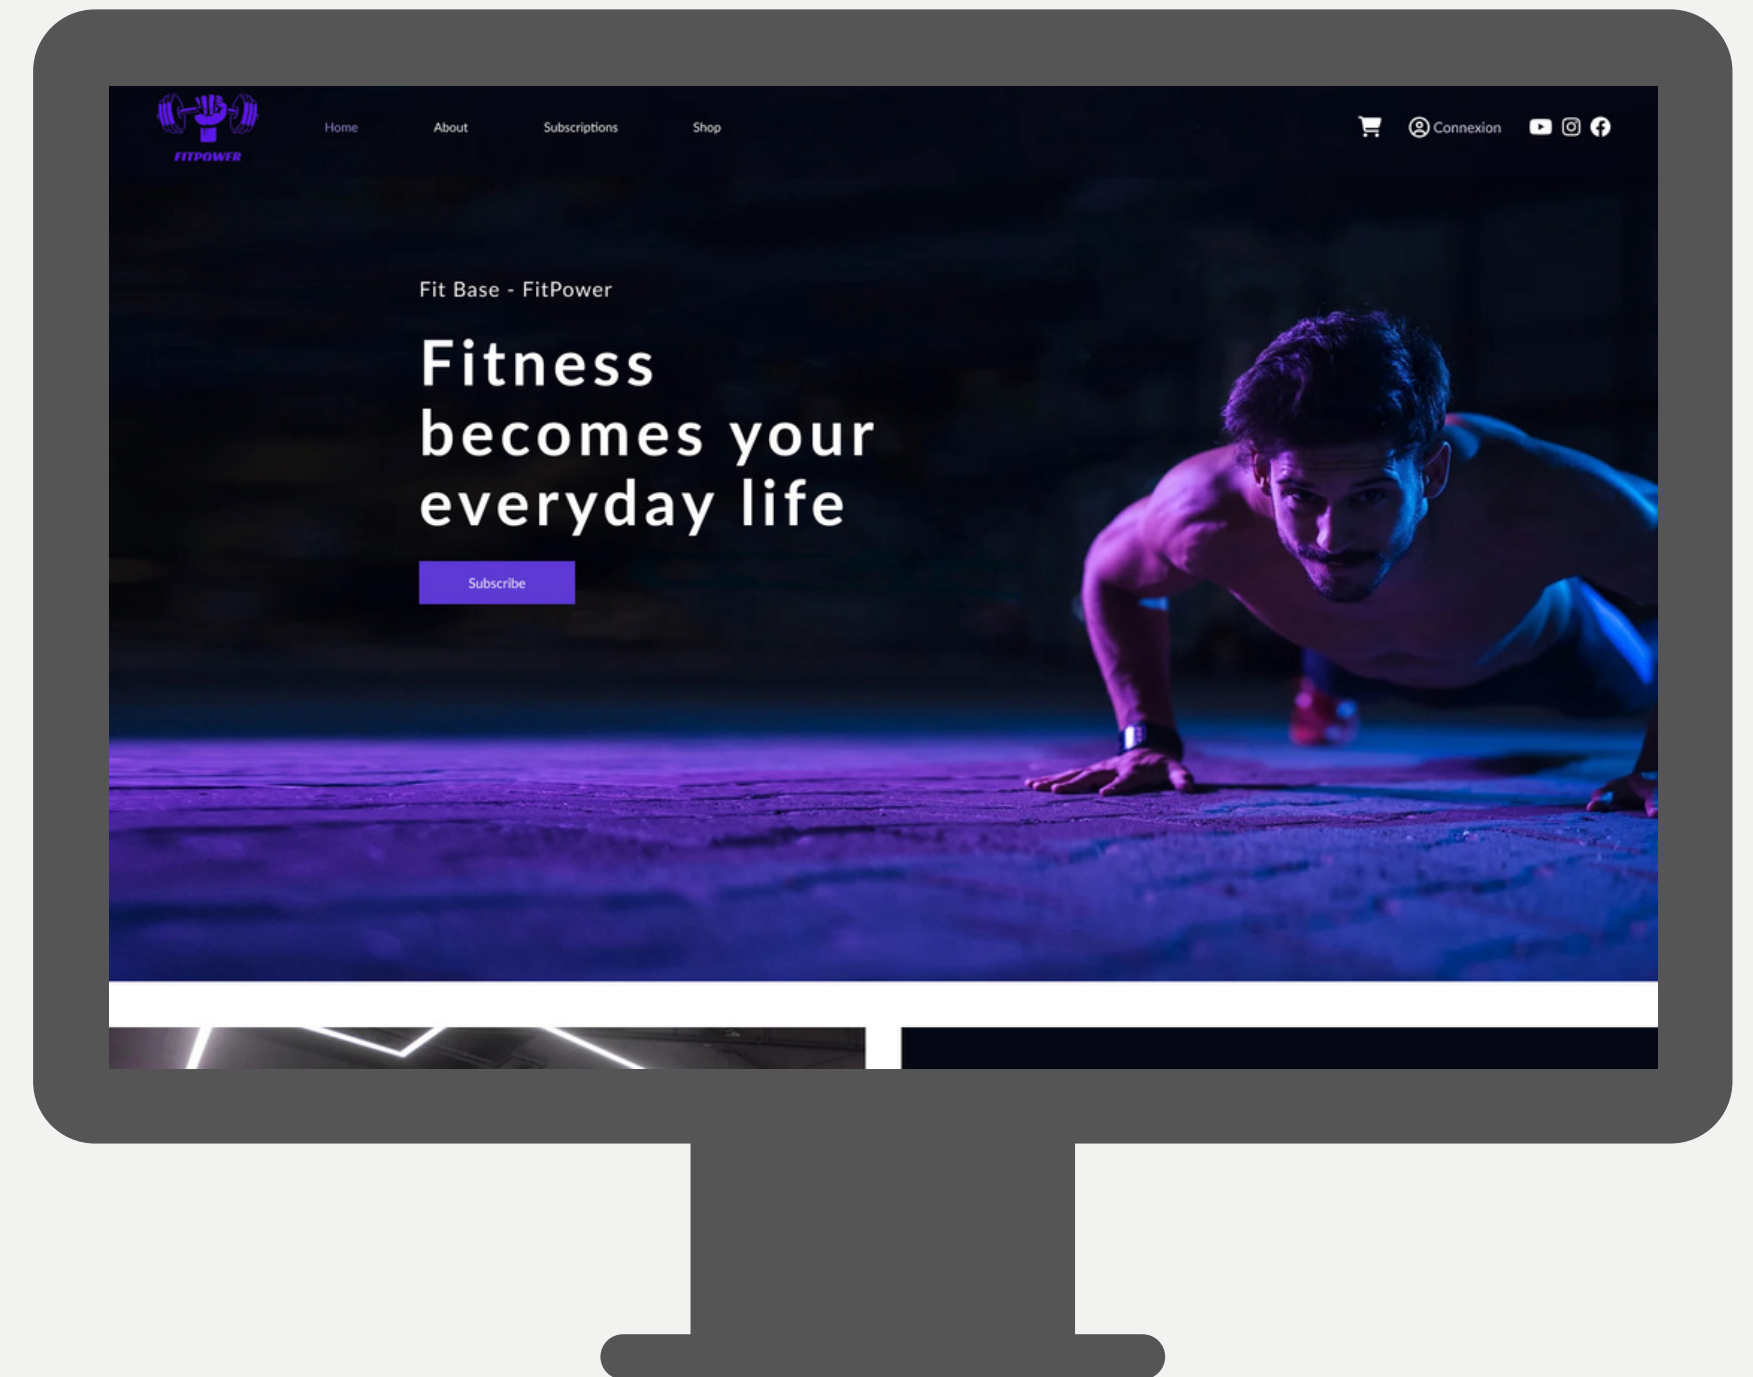 FITPOWER
Home About Subscriptions Shop Connexion
Fit Base - FitPower
Fitness
becomes your
everyday life
Subscribe